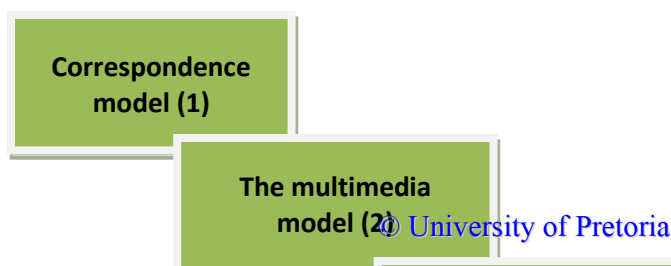 Correspondence
model (1)
The multimedia
model (2)
© University of Pretoria